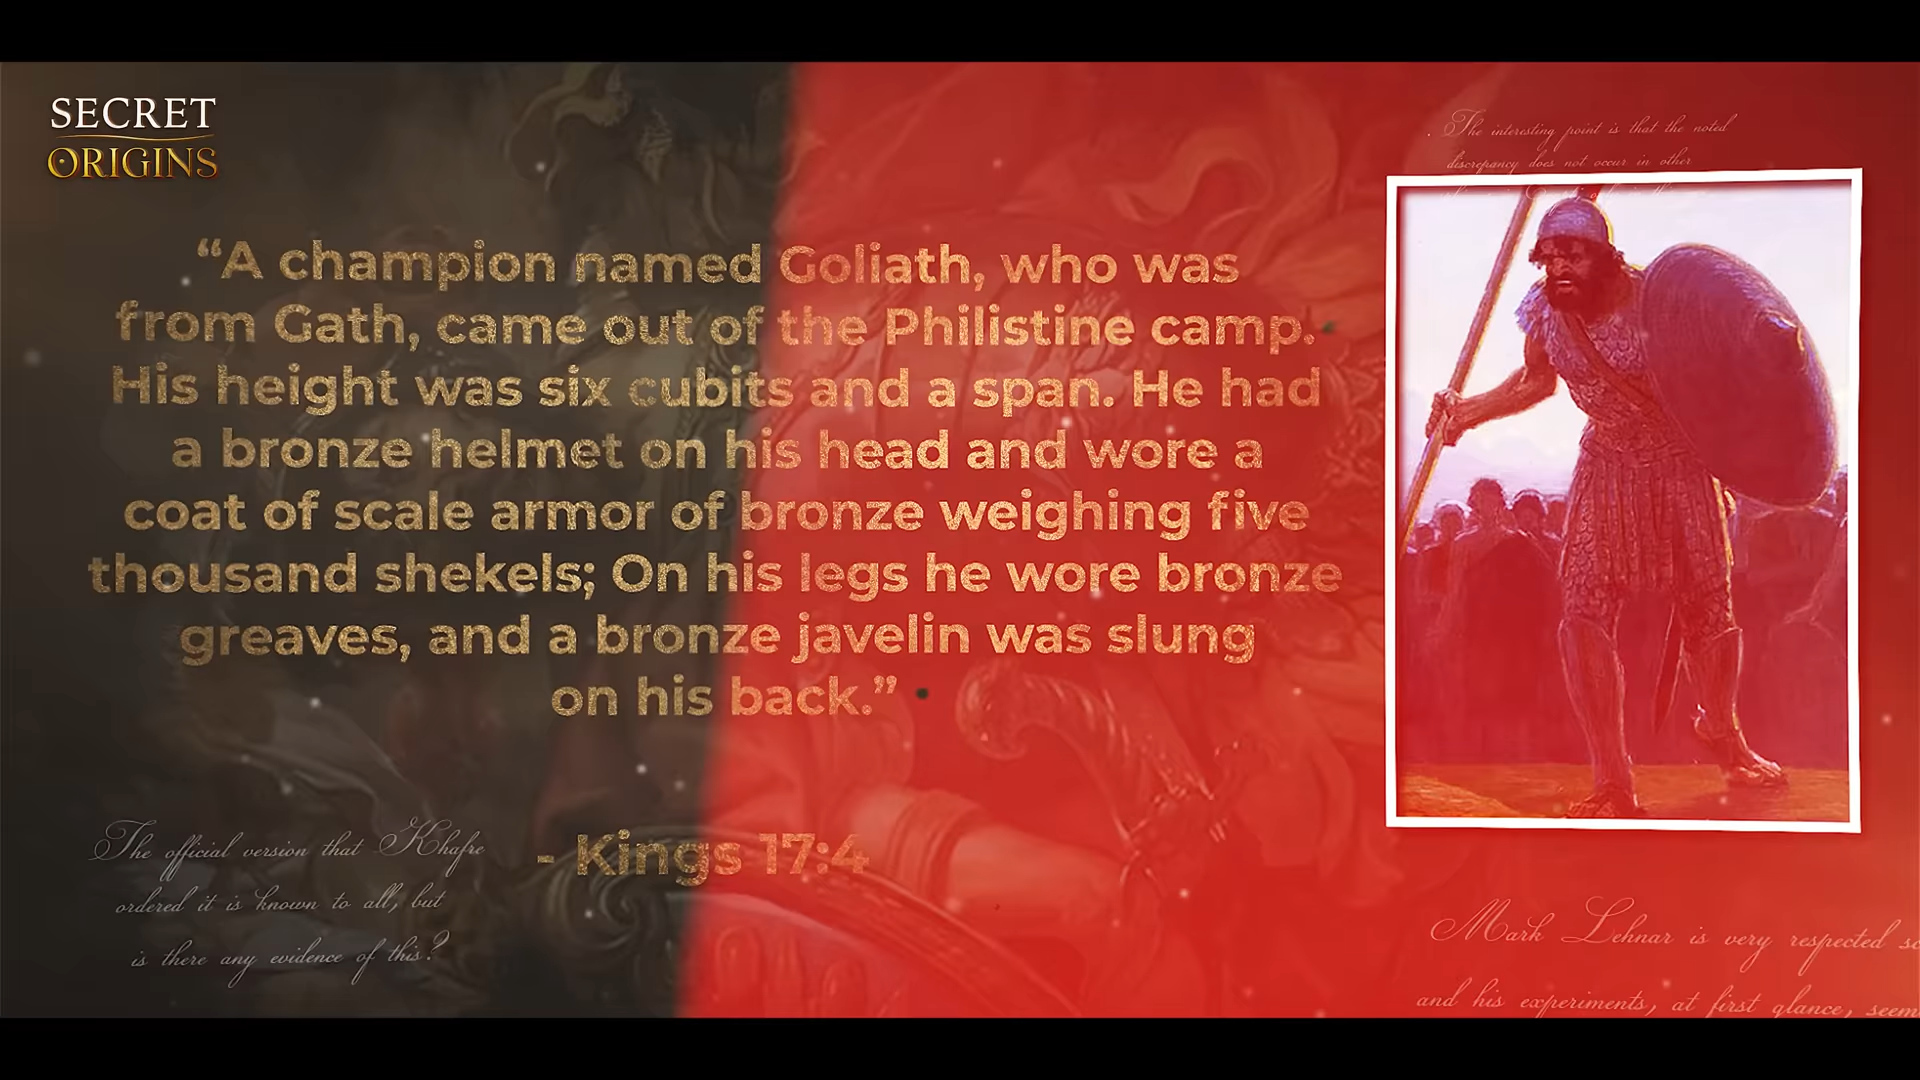 SECRET
ORIGINS
The interesting point is that the noted
discrepancy does not occur in other
“A champion named Goliath, who was
from Gath, came out of the Philistine camp.
His height was six cubits and a span. He had
a bronze helmet on his head and wore a
coat of scale armor of bronze weighing five
thousand shekels; On his legs he wore bronze
greaves, and a bronze javelin was slung
on his back.”
- Kings 17:4
The official version that Khafre
ordered it is known to all, but
is there any evidence of this?
Mark Lehnar is very respected
and his experiments, at first glance,